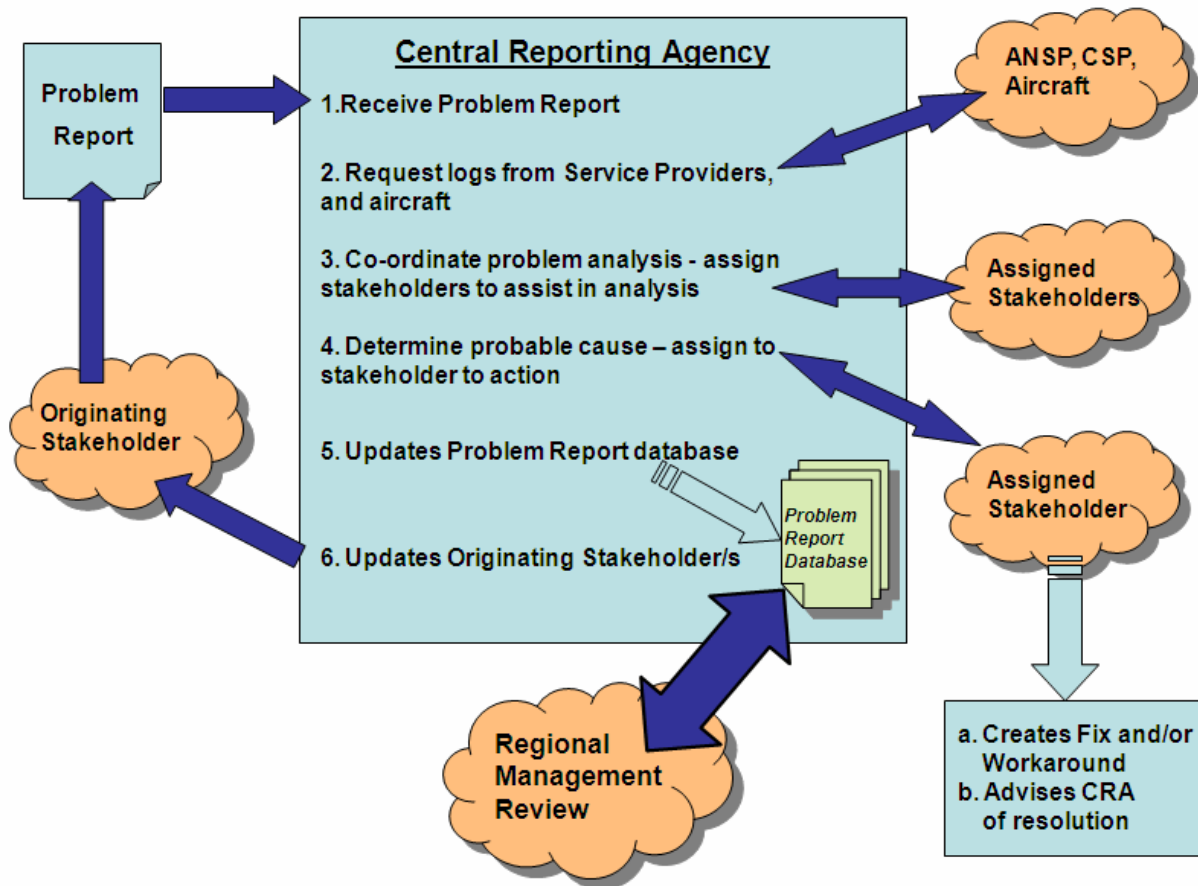 Problem
Report
Central Reporting Agency
1.Receive Problem Report
2. Request logs from Service Providers,
and aircraft
3. Co-ordinate problem analysis - assign
stakeholders to assist in analysis
4. Determine probable cause – assign to
stakeholder to action
5. Updates Problem Report database
6. Updates Originating Stakeholder/s
Problem
Report
Database
ANSP, CSP,
Aircraft
Assigned
Stakeholders
Assigned
Stakeholder
Originating
Stakeholder
Regional
Management
Review
a. Creates Fix and/or
Workaround
b. Advises CRA
of resolution